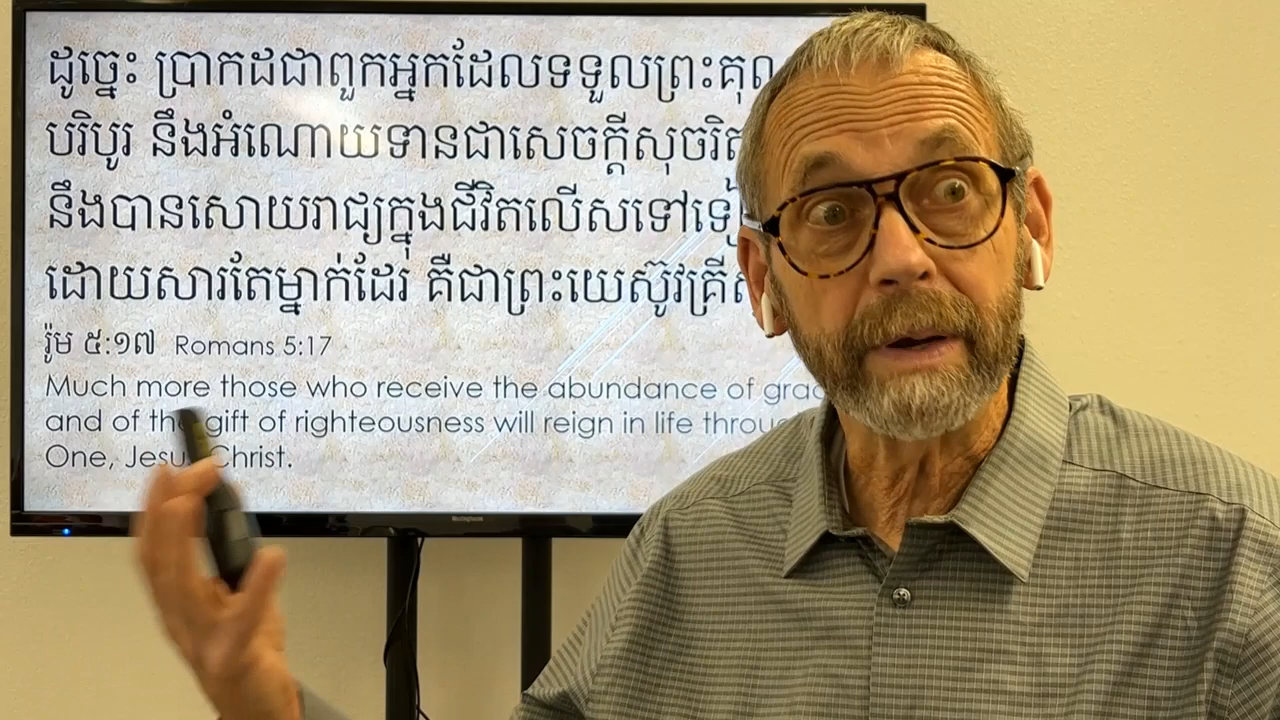 ដូច្នេះ ប្រាកដជាពួកអ្នកដែលទទួលព្រះគុណ
បរិបូរ នឹងអំណោយទានជាសេចក្ដីសុចរិត
នឹងបានសោយរាជ្យក្នុងជីវិតលើសទៅទៀ
ដោយសារតែម្នាក់ដែរ គឺជាព្រះយេស៊ូវគ្រីស
រ៉ូម ៥:១៧ Romans 5:17
Much more those who receive the abundance of grac
and of the gift of righteousness will reign in life throu
One, Jesus Christ.
Westinghouse